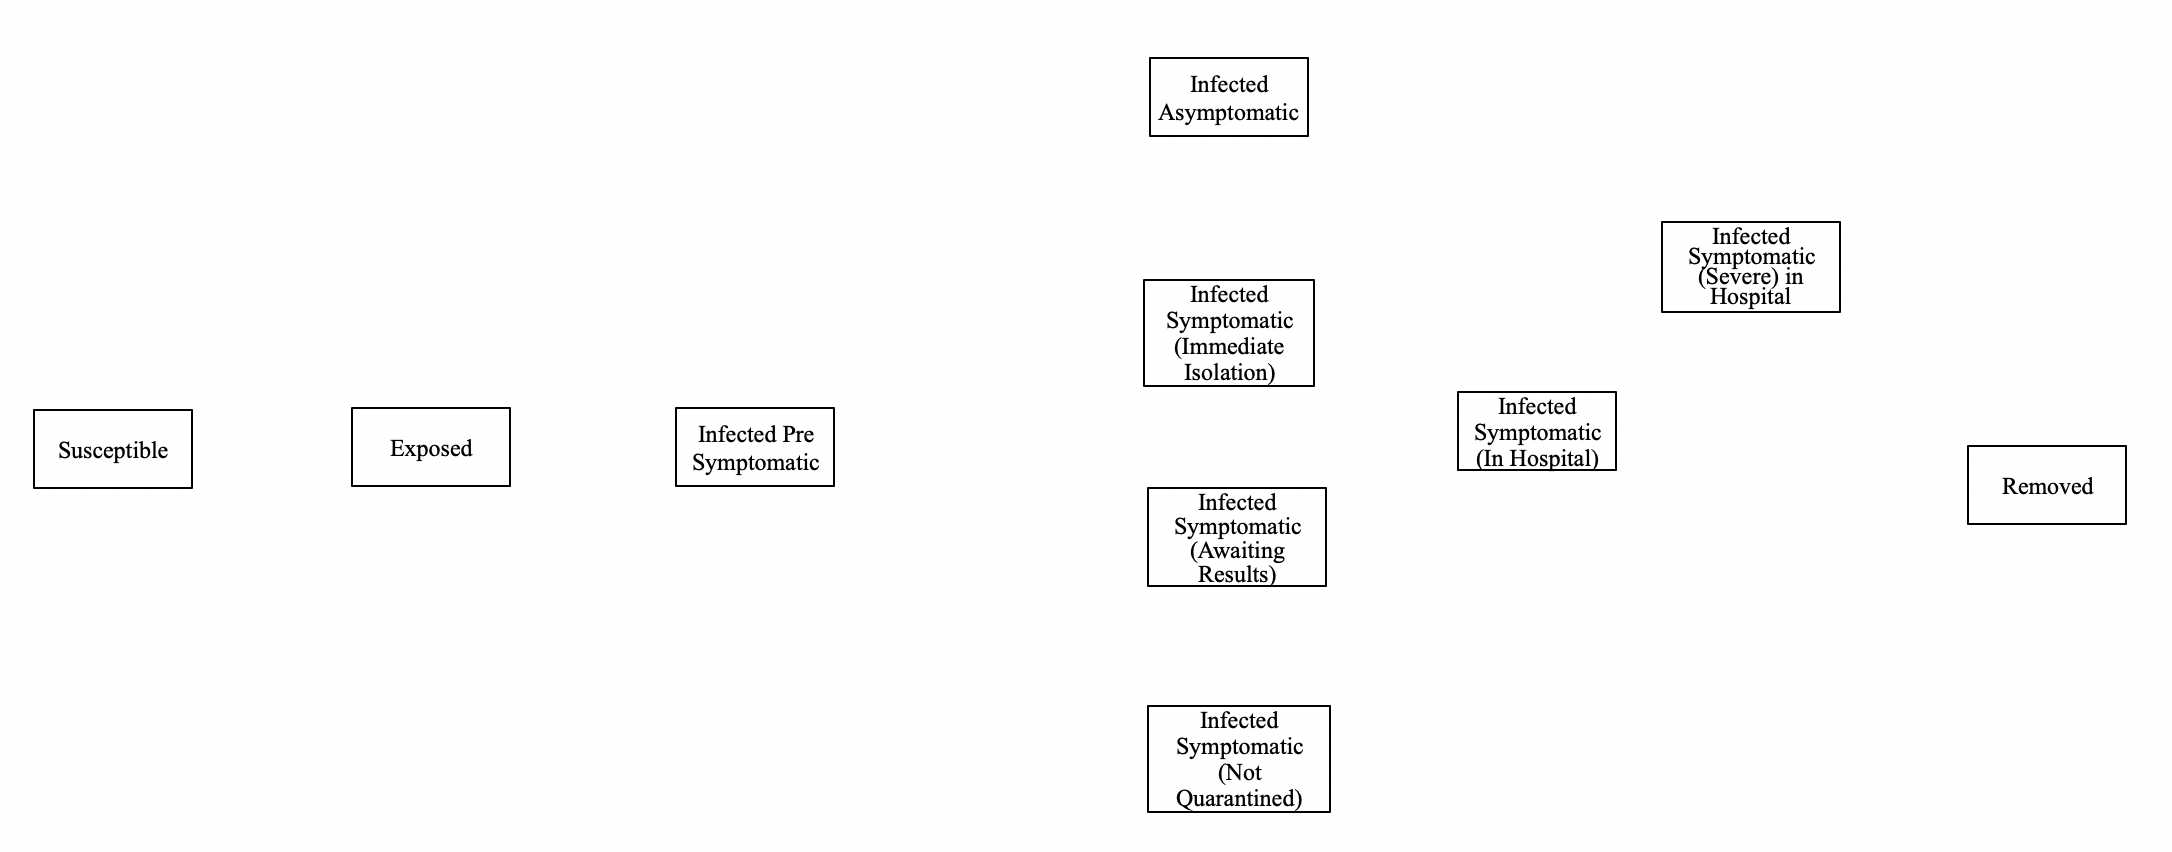 Infected
Asymptomatic
Infected
Symptomatic
(Severe) in
Hospital
Infected
Symptomatic
(Immediate
Isolation)
Susceptible
Exposed
Infected Pre
Symptomatic
Infected
Symptomatic
(In Hospital)
Removed
Infected
Symptomatic
(Awaiting
Results)
Infected
Symptomatic
(Not
Quarantined)